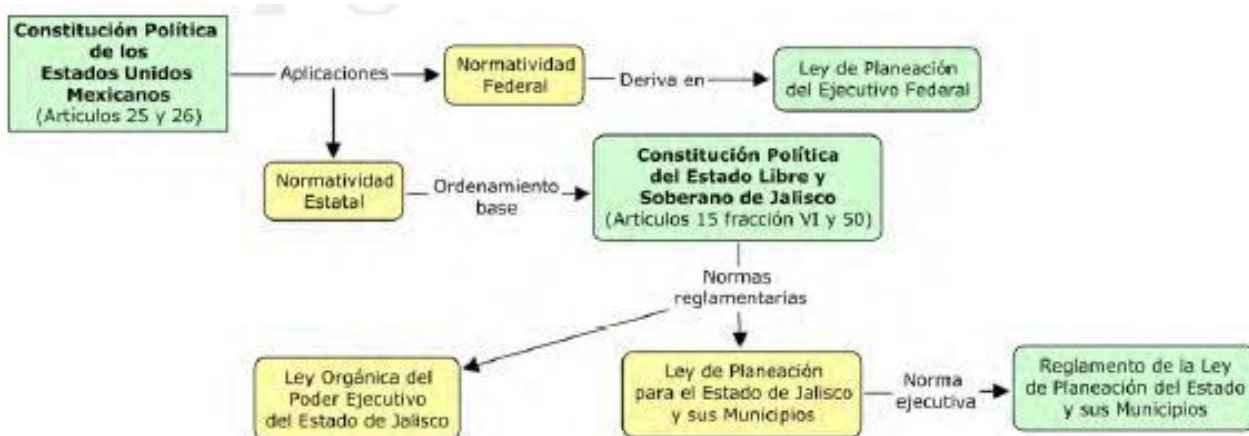 Constitución Política
de los
Estados Unidos
Mexicanos
(Artículos 25 y 26)
Aplicaciones
Normatividad
Federal
Deriva en
Ley de Planeación
del Ejecutivo Federal
Normatividad
Estatal
Ordenamiento
base
Constitución Política
del Estado Libre y
Soberano de Jalisco
(Artículos 15 fracción VI y 50)
Normas
reglamentarias
Ley Orgánica del
Poder Ejecutivo
del Estado de Jalisco
Ley de Planeación
para el Estado de Jalisco
y sus Municipios
Norma
ejecutiva
Reglamento de la Ley
de Planeación del Estado
y sus Municipios